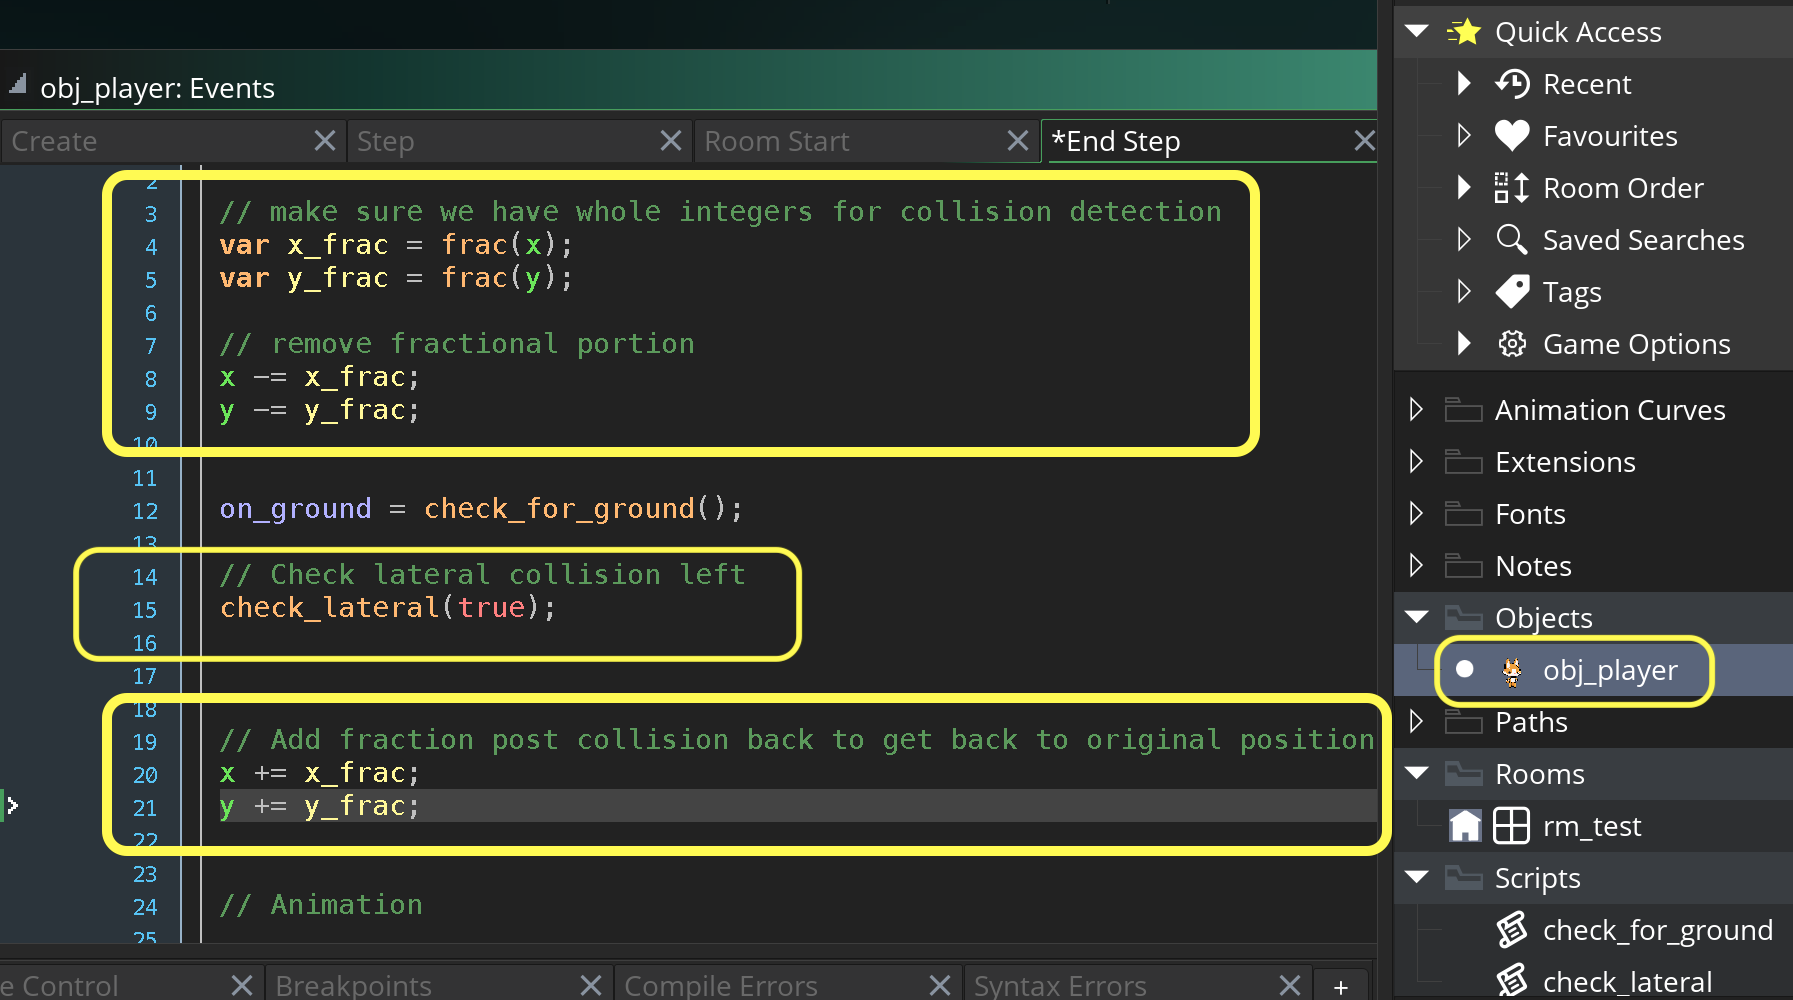 obj_player: Events
Create
Step
Room Start
*End Step
2
3 // make sure we have whole integers for collision detection
4 var x_frac = frac(x);
5 var y_frac = frac(y);
6
7 // remove fractional portion
8 x -= x_frac;
9 y -= y_frac;
10
11
12 on_ground = check_for_ground();
13
14 // Check lateral collision left
15 check_lateral(true);
16
17
18
19 // Add fraction post collision back to get back to original position
20 x += x_frac;
21 y += y_frac;
22
23
24 // Animation
25
e Control
Breakpoints
Compile Errors
Syntax Errors
+
Quick Access
Recent
Favourites
Room Order
Saved Searches
Tags
Game Options
Animation Curves
Extensions
Fonts
Notes
Objects
obj_player
Paths
Rooms
rm_test
Scripts
check_for_ground
check_lateral